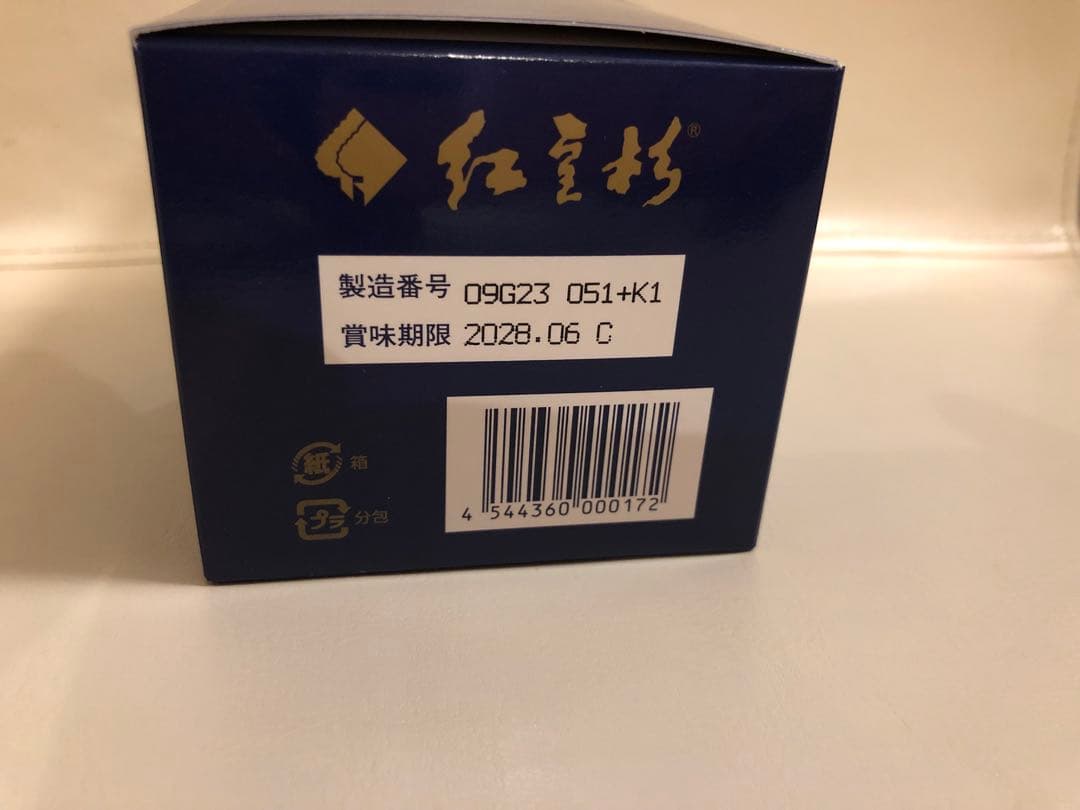 紅豆杉®
製造番号 09G23 051+K1
賞味期限 2028.06 C
紙 箱
プラ 分包
4 544360 000172